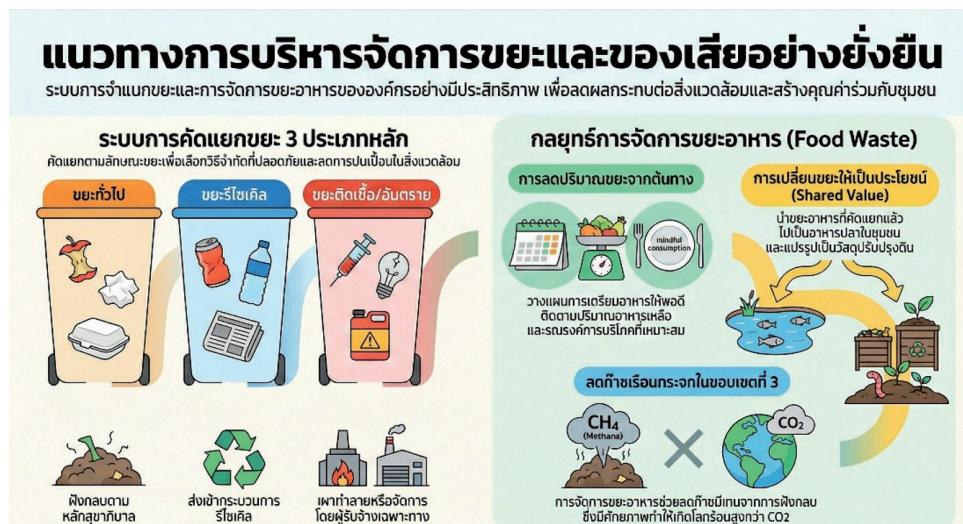 แนวทางการบริหารจัดการขยะและของเสียอย่างยั่งยืน
ระบบการจำแนกขยะและการจัดการขยะอาหารขององค์กรอย่างมีประสิทธิภาพ เพื่อลดผลกระทบต่อสิ่งแวดล้อมและสร้างคุณค่าร่วมกับชุมชน
ระบบการคัดแยกขยะ 3 ประเภทหลัก
คัดแยกตามลักษณะขยะเพื่อเลือกวิธีกำจัดที่ปลอดภัยและลดการปนเปื้อนในสิ่งแวดล้อม
ขยะทั่วไป
ขยะรีไซเคิล
ขยะติดเชื้อ/อันตราย
ฝังกลบตาม
หลักสุขาภิบาล
ส่งเข้ากระบวนการ
รีไซเคิล
เผาทำลายหรือจัดการ
โดยผู้รับจ้างเฉพาะทาง
กลยุทธ์การจัดการขยะอาหาร (Food Waste)
การลดปริมาณขยะจากต้นทาง
mindful
consumption
วางแผนการเตรียมอาหารให้พอดี
ติดตามปริมาณอาหารเหลือ
และรณรงค์การบริโภคที่เหมาะสม
การเปลี่ยนขยะให้เป็นประโยชน์
(Shared Value)
นำขยะอาหารที่คัดแยกแล้ว
ไปเป็นอาหารปลาในชุมชน
และแปรรูปเป็นวัสดุปรับปรุงดิน
ลดก๊าซเรือนกระจกในขอบเขตที่ 3
CH₄
(Methana)
CO₂
การจัดการขยะอาหารช่วยลดก๊าซมีเทนจากการฝังกลบ
ซึ่งมีศักยภาพทำให้เกิดโลกร้อนสูงกว่า CO2